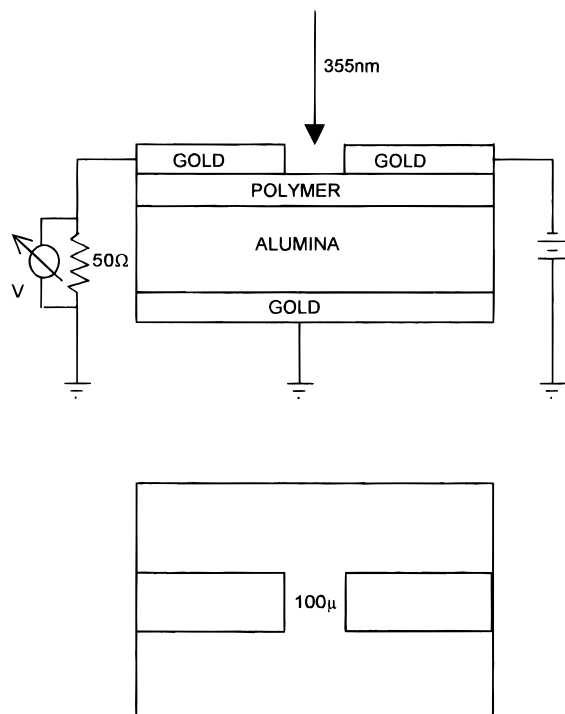 355nm
GOLD GOLD
POLYMER
50Ω
ALUMINA
V
GOLD
100μ